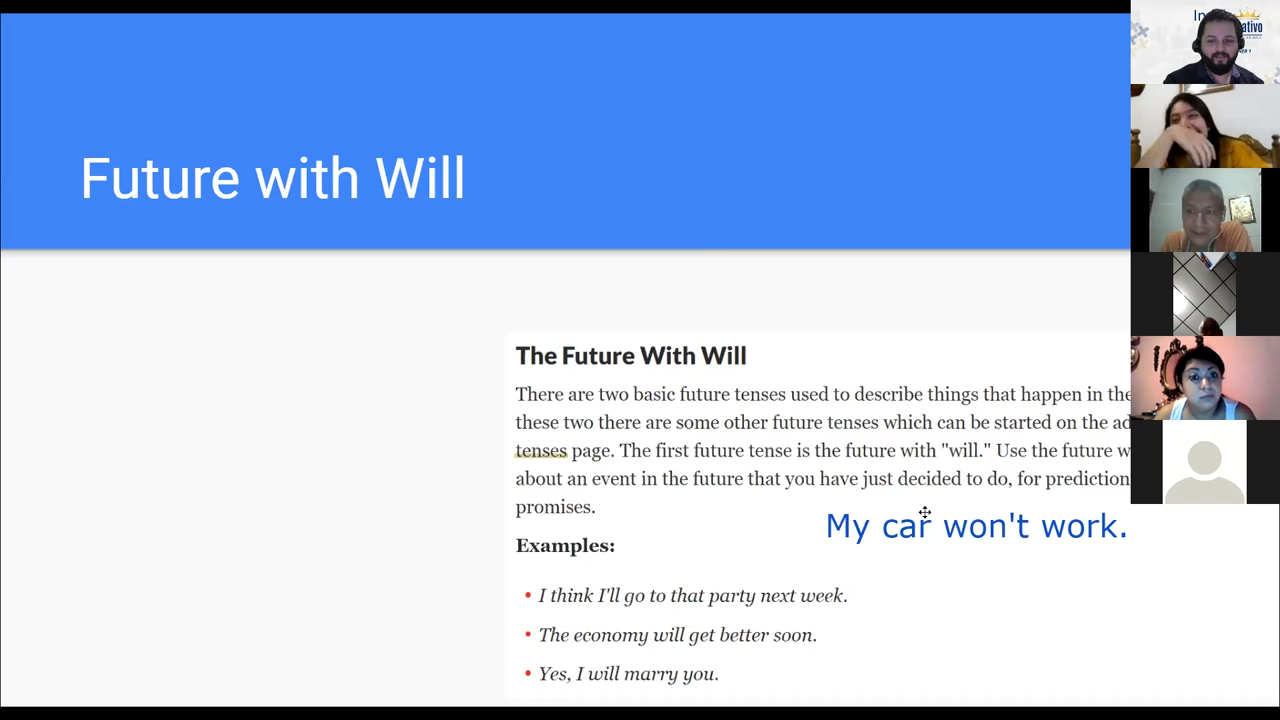 Future with Will
The Future With Will
There are two basic future tenses used to describe things that happen in the
these two there are some other future tenses which can be started on the ad
tenses page. The first future tense is the future with "will." Use the future w
about an event in the future that you have just decided to do, for prediction
promises.
My car won't work.
Examples:
• I think I'll go to that party next week.
• The economy will get better soon.
• Yes, I will marry you.